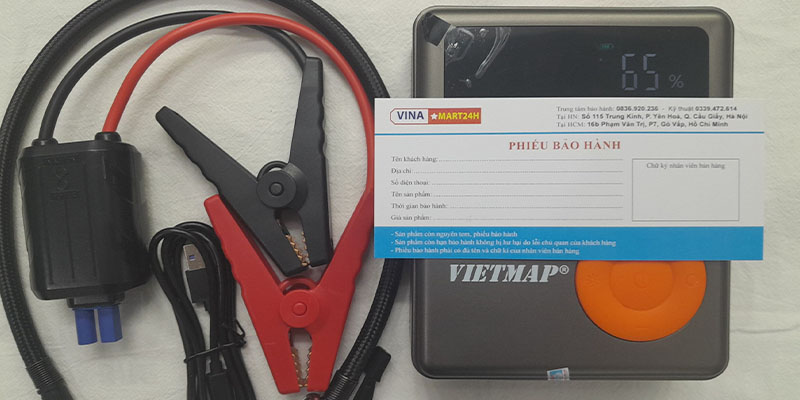 65 %
VINA MART24H
Trung tâm bảo hành: 0836.920.236 - Kỹ thuật 0339.472.614
Tại HN: Số 115 Trung Kính, P. Yên Hoà, Q. Cầu Giấy, Hà Nội
Tại HCM: 16b Phạm Văn Trị, PT, Gò Vấp, Hồ Chí Minh
PHIẾU BẢO HÀNH
Tên khách hàng:
Địa chỉ:
Số điện thoại:
Tên sản phẩm:
Thời gian bảo hành:
Giá sản phẩm:
Chữ ký nhân viên bán hàng
- Sản phẩm còn nguyên tem, phiếu bảo hành
- Sản phẩm còn hạn bảo hành không bị hư hại do lỗi chủ quan của khách hàng
- Phiếu bảo hành phải có đủ tên và chữ kí của nhân viên bán hàng
VIETMAP®